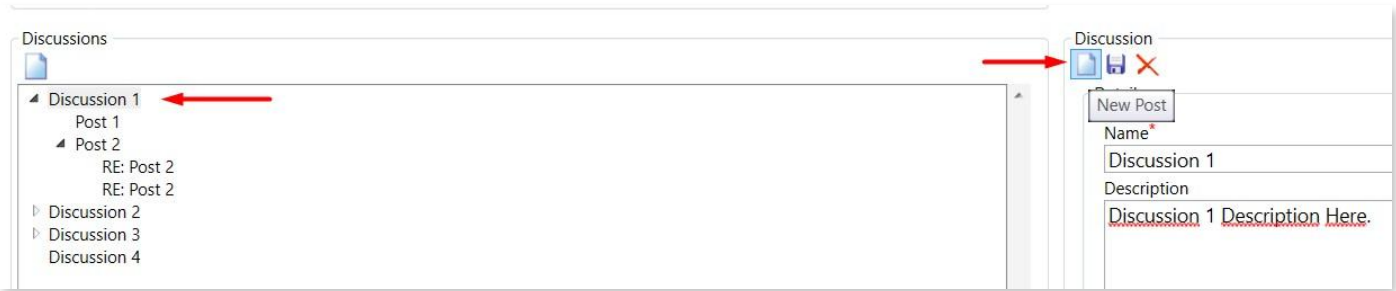 Discussions
Discussion 1
Post 1
Post 2
RE: Post 2
RE: Post 2
Discussion 2
Discussion 3
Discussion 4
Discussion
New Post
Name*
Discussion 1
Description
Discussion 1 Description Here.